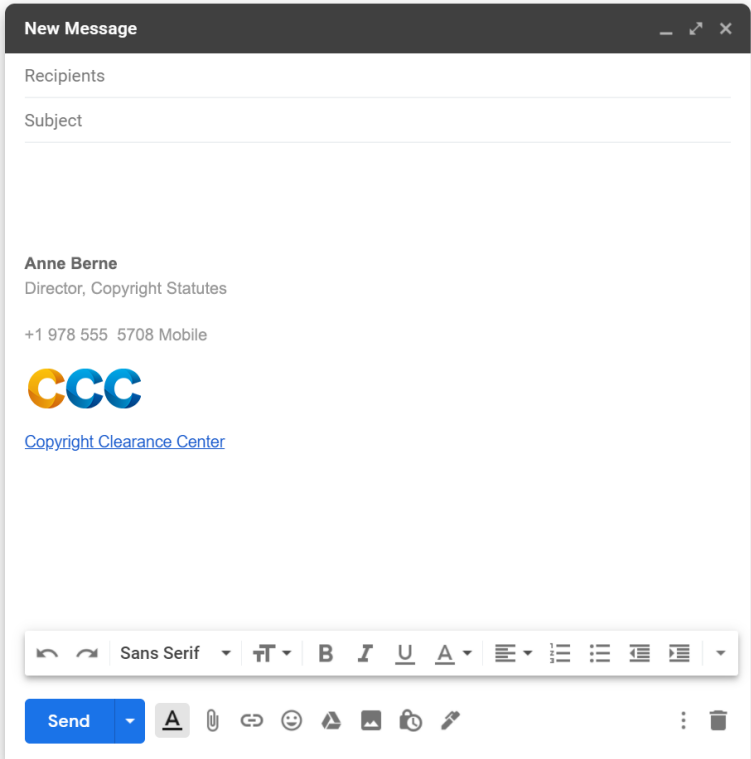 New Message
Recipients
Subject
Anne Berne
Director, Copyright Statutes
+1 978 555  5708 Mobile
CCC
Copyright Clearance Center
Sans Serif
Send